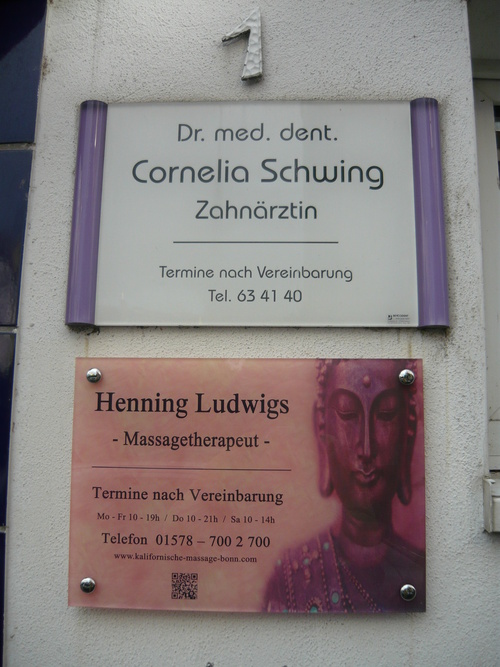 1
Dr. med. dent.
Cornelia Schwing
Zahnärztin
Termine nach Vereinbarung
Tel. 63 41 40
Henning Ludwigs
- Massagetherapeut -
Termine nach Vereinbarung
Mo - Fr 10 - 19h / Do 10 - 21h / Sa 10 - 14h
Telefon 01578 – 700 2 700
www.kalifornische-massage-bonn.com